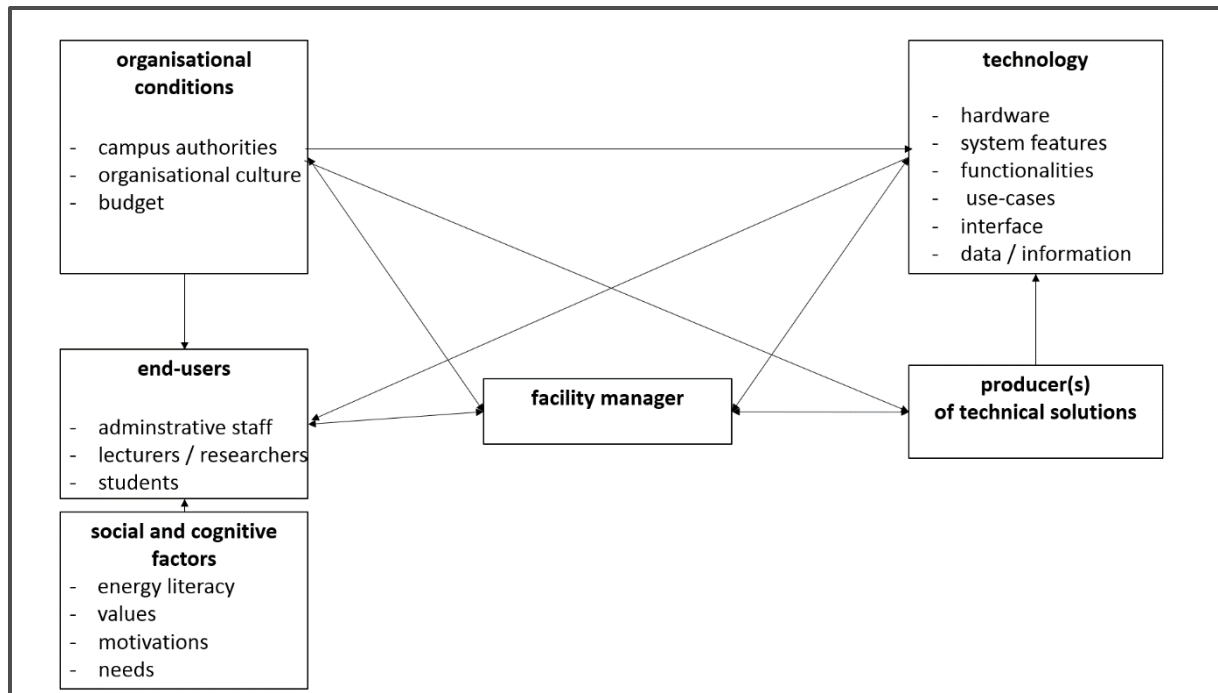 organisational
conditions
- campus authorities
- organisational culture
- budget
technology
- hardware
- system features
- functionalities
- use-cases
- interface
- data / information
end-users
- adminstrative staff
- lecturers / researchers
- students
facility manager
producer(s)
of technical solutions
social and cognitive
factors
- energy literacy
- values
- motivations
- needs